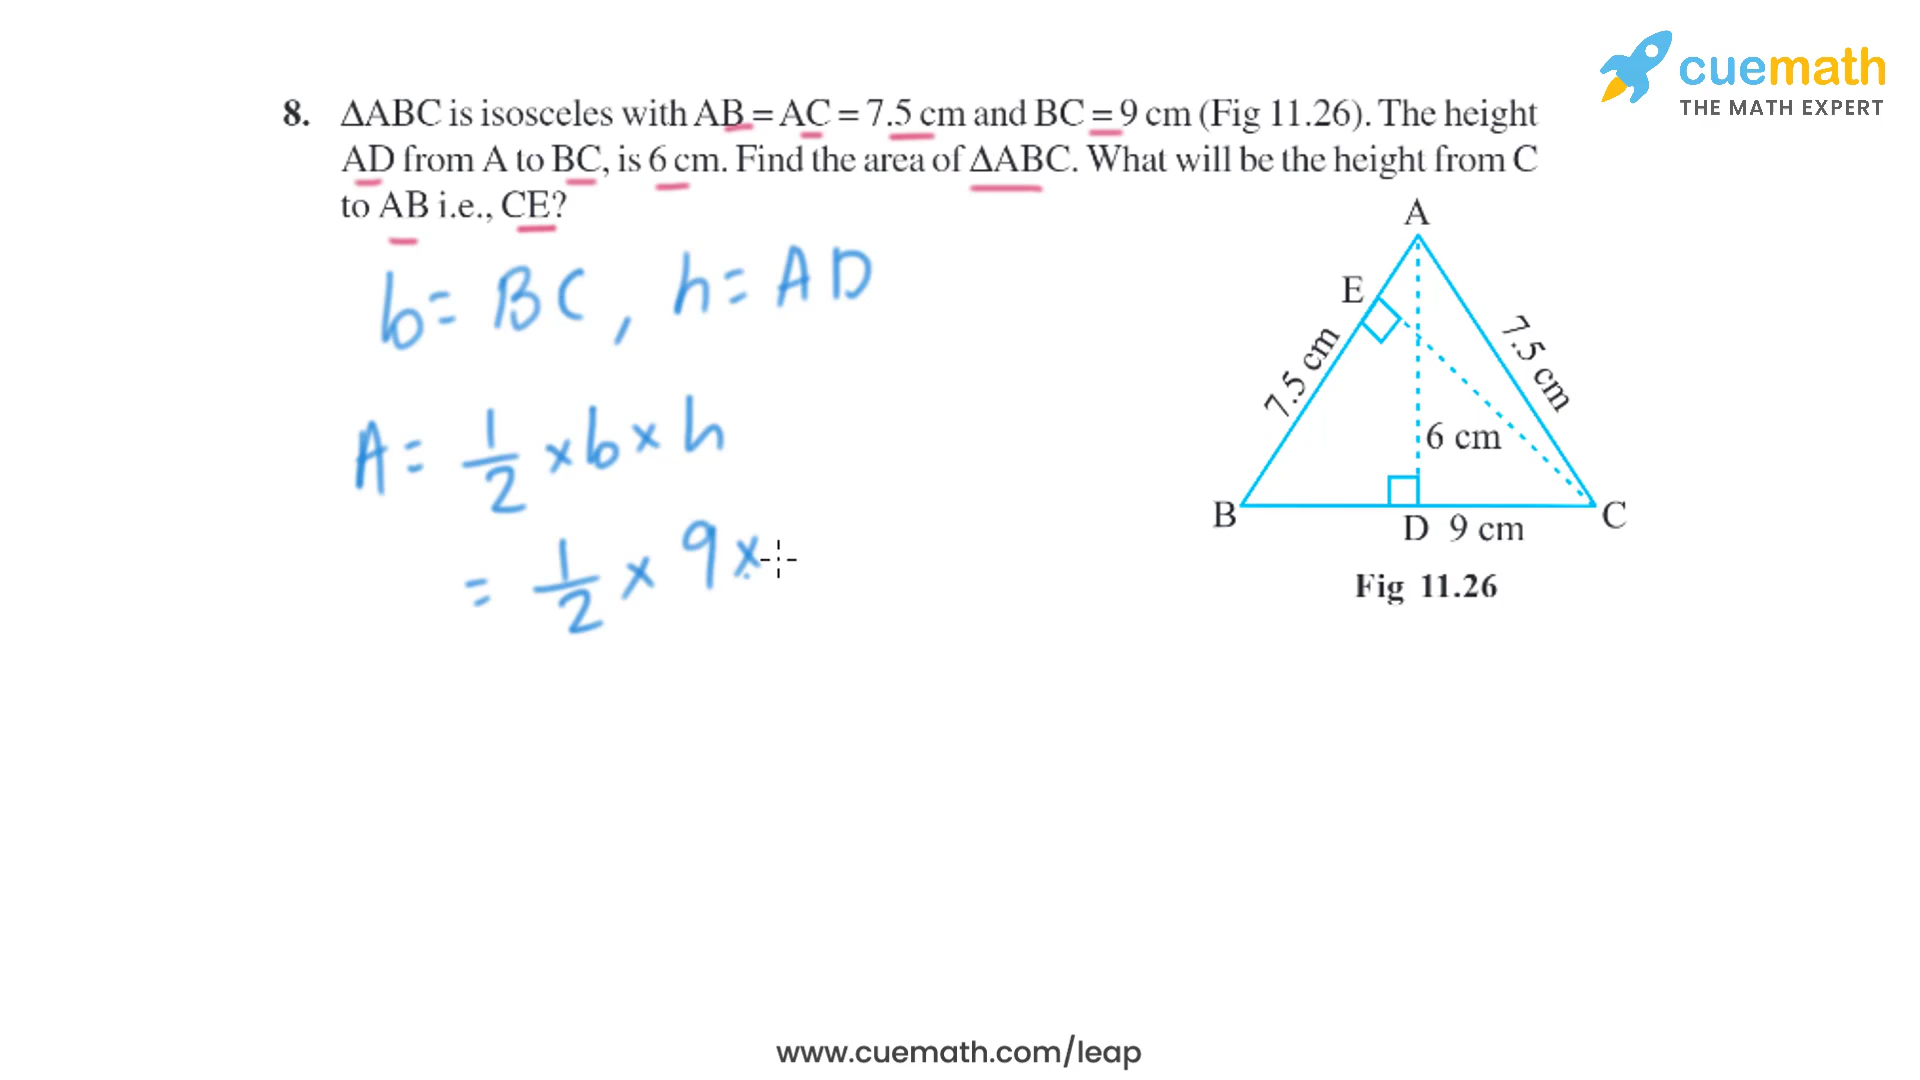 cuemath
THE MATH EXPERT
8. ΔABC is isosceles with AB = AC = 7.5 cm and BC = 9 cm (Fig 11.26). The height
AD from A to BC, is 6 cm. Find the area of ΔABC. What will be the height from C
to AB i.e., CE?
b = BC, h = AD
A = 1/2 × b × h
= 1/2 × 9 ×
A
E
7.5 cm
7.5 cm
6 cm
B
C
D 9 cm
Fig 11.26
www.cuemath.com/leap